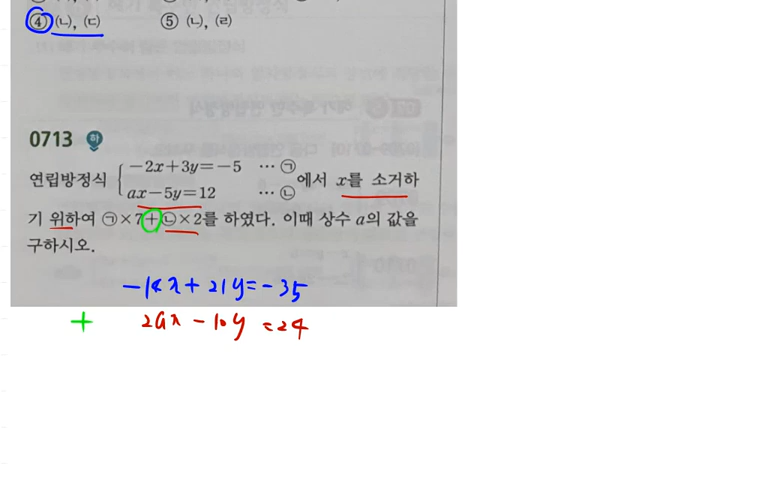 ④ (ㄴ), (ㄷ) ⑤ (ㄴ), (ㄹ)
0713 하
연립방정식 { -2x+3y=-5 … ㉠
ax-5y=12 … ㉡ 에서 x를 소거하
기 위하여 ㉠×7+㉡×2를 하였다. 이때 상수 a의 값을
구하시오.
-14x+21y=-35
+ 2ax-10y=24